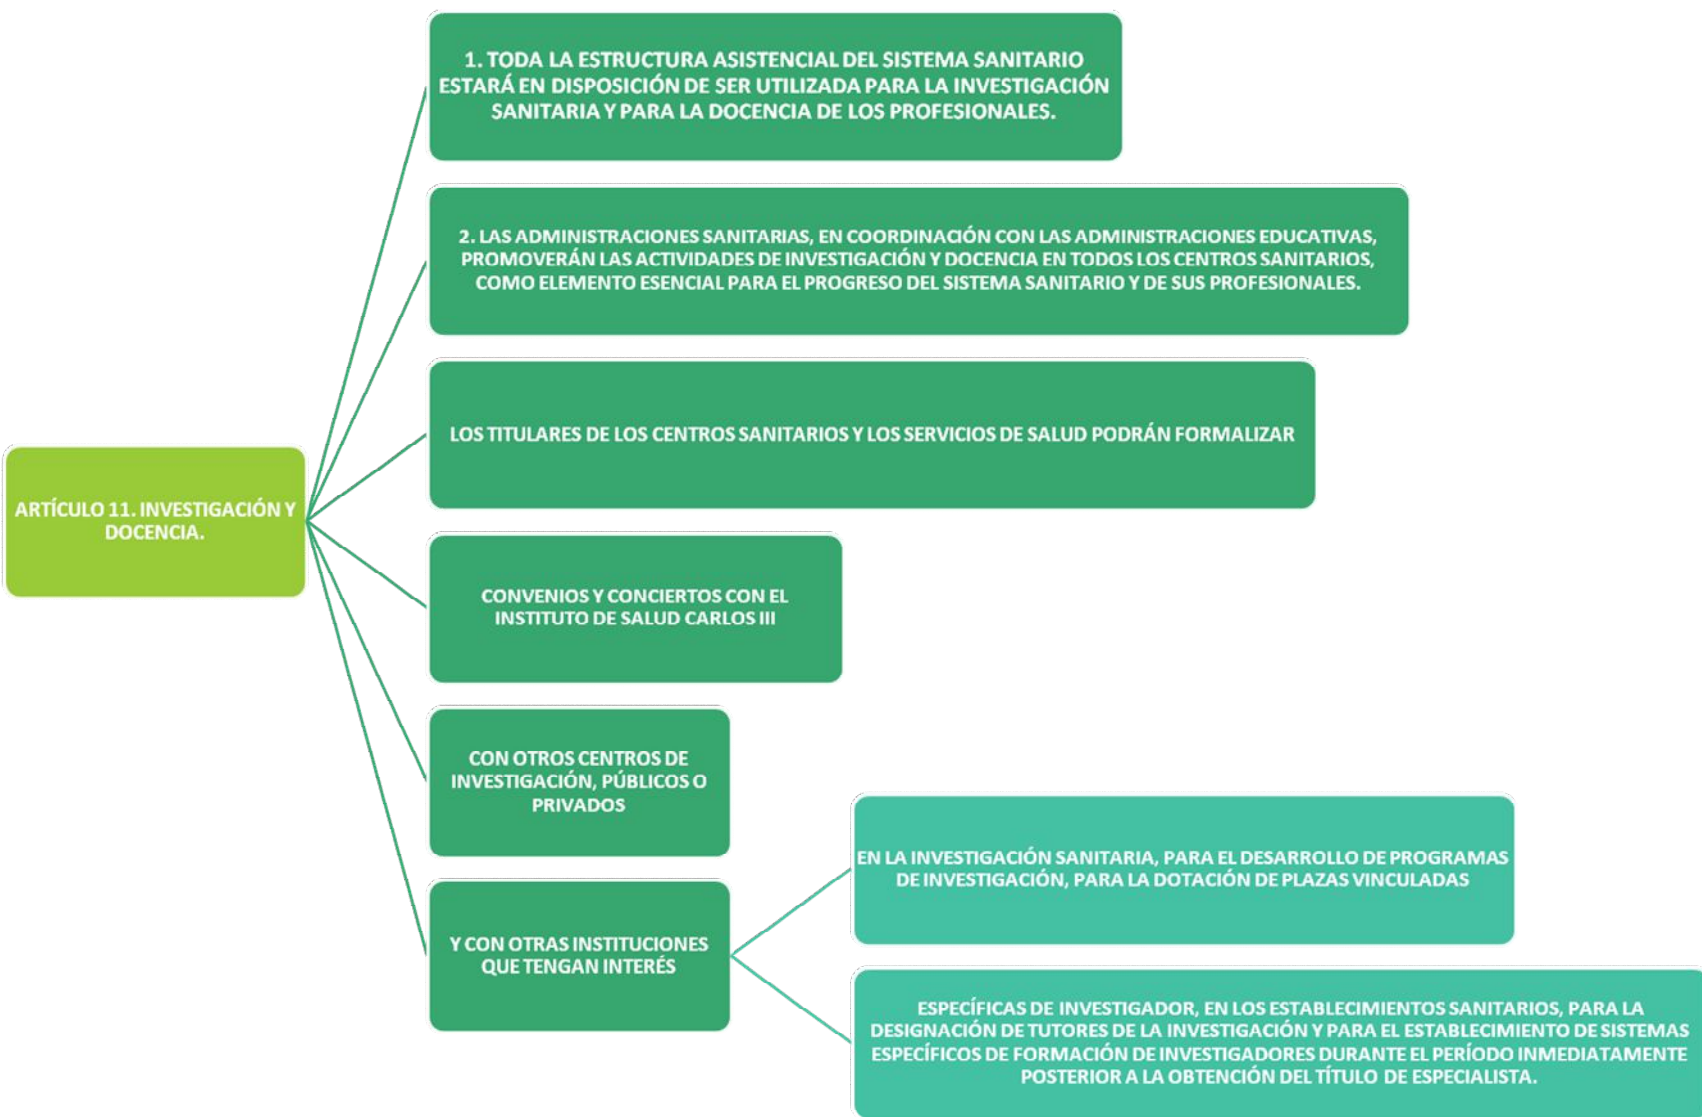 ARTÍCULO 11. INVESTIGACIÓN Y
DOCENCIA.
1. TODA LA ESTRUCTURA ASISTENCIAL DEL SISTEMA SANITARIO
ESTARÁ EN DISPOSICIÓN DE SER UTILIZADA PARA LA INVESTIGACIÓN
SANITARIA Y PARA LA DOCENCIA DE LOS PROFESIONALES.
2. LAS ADMINISTRACIONES SANITARIAS, EN COORDINACIÓN CON LAS ADMINISTRACIONES EDUCATIVAS,
PROMOVERÁN LAS ACTIVIDADES DE INVESTIGACIÓN Y DOCENCIA EN TODOS LOS CENTROS SANITARIOS,
COMO ELEMENTO ESENCIAL PARA EL PROGRESO DEL SISTEMA SANITARIO Y DE SUS PROFESIONALES.
LOS TITULARES DE LOS CENTROS SANITARIOS Y LOS SERVICIOS DE SALUD PODRÁN FORMALIZAR
CONVENIOS Y CONCIERTOS CON EL
INSTITUTO DE SALUD CARLOS III
CON OTROS CENTROS DE
INVESTIGACIÓN, PÚBLICOS O
PRIVADOS
Y CON OTRAS INSTITUCIONES
QUE TENGAN INTERÉS
EN LA INVESTIGACIÓN SANITARIA, PARA EL DESARROLLO DE PROGRAMAS
DE INVESTIGACIÓN, PARA LA DOTACIÓN DE PLAZAS VINCULADAS
ESPECÍFICAS DE INVESTIGADOR, EN LOS ESTABLECIMIENTOS SANITARIOS, PARA LA
DESIGNACIÓN DE TUTORES DE LA INVESTIGACIÓN Y PARA EL ESTABLECIMIENTO DE SISTEMAS
ESPECÍFICOS DE FORMACIÓN DE INVESTIGADORES DURANTE EL PERÍODO INMEDIATAMENTE
POSTERIOR A LA OBTENCIÓN DEL TÍTULO DE ESPECIALISTA.